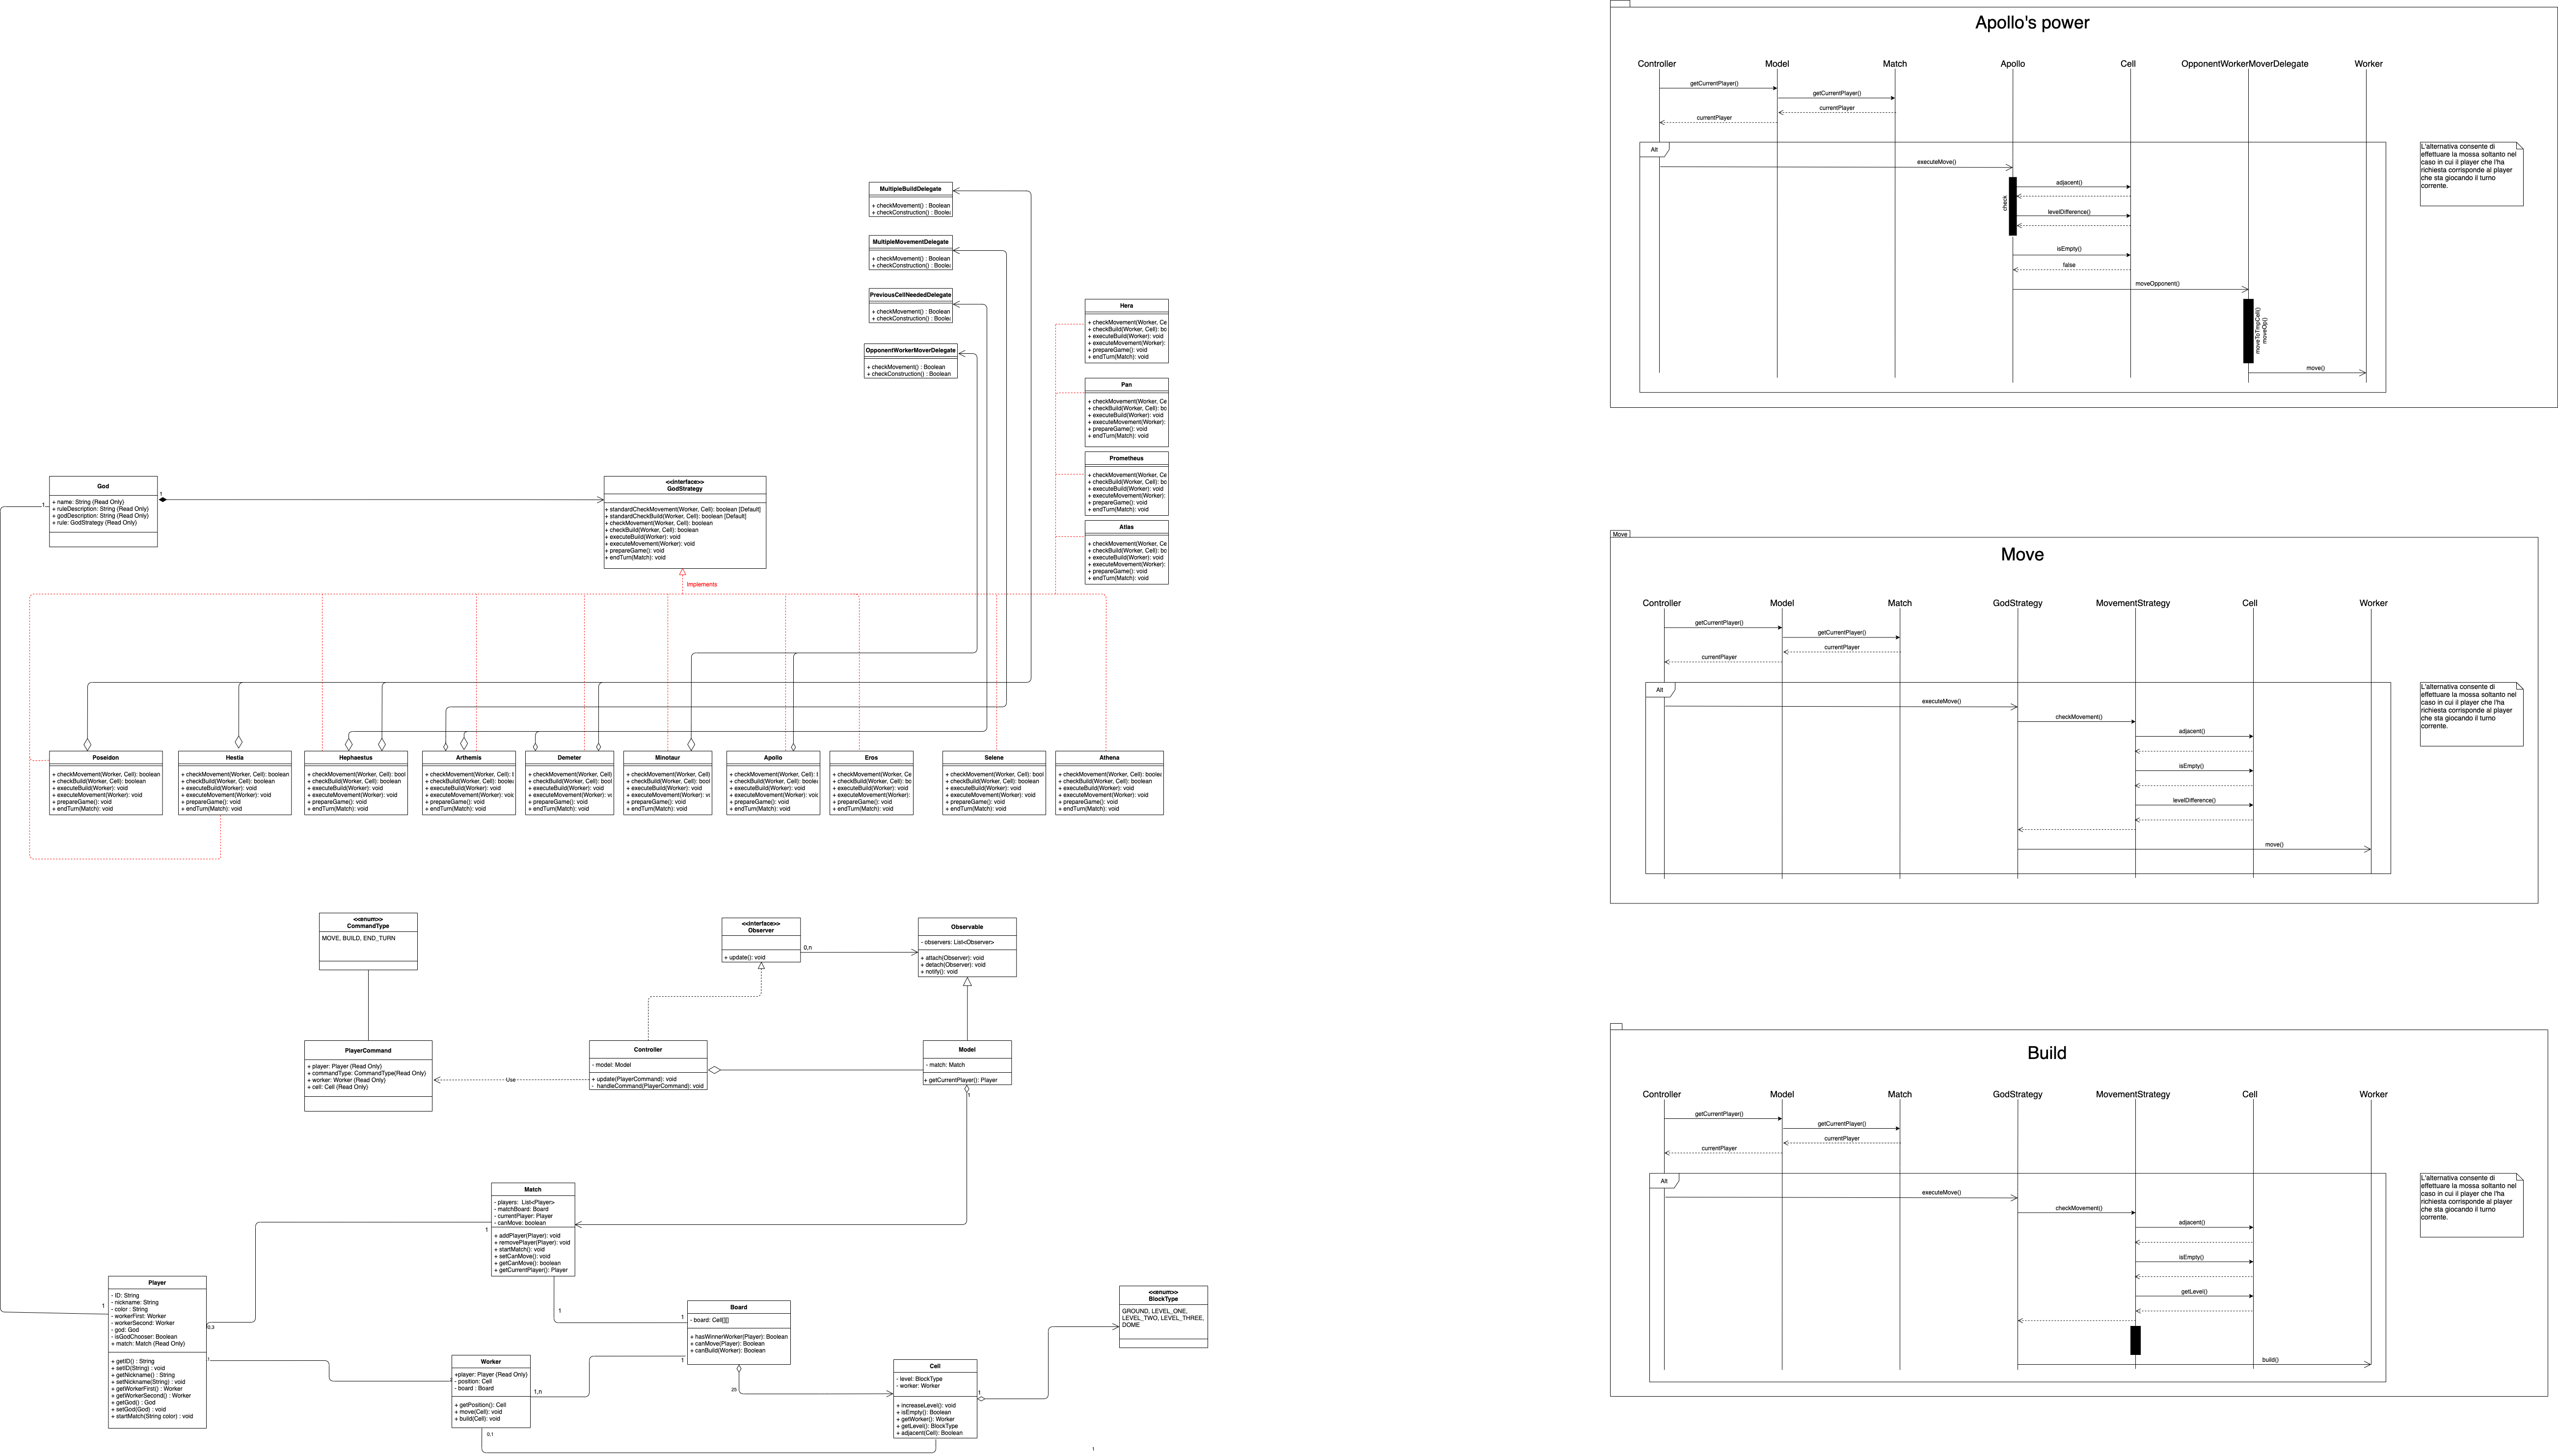 MultipleBuildDelegate
+ checkMovement() : Boolean
+ checkConstruction() : Boolea
MultipleMovementDelegate
+ checkMovement() : Boolean
+ checkConstruction() : Boolea
PreviousCellNeededDelegate
+ checkMovement() : Boolean
+ checkConstruction() : Boolea
OpponentWorkerMoverDelegate
+ checkMovement() : Boolean
+ checkConstruction() : Boolean
Hera
+ checkMovement(Worker, Ce
+ checkBuild(Worker, Cell): bo
+ executeBuild(Worker): void
+ executeMovement(Worker):
+ prepareGame(): void
+ endTurn(Match): void
Pan
+ checkMovement(Worker, Ce
+ checkBuild(Worker, Cell): bo
+ executeBuild(Worker): void
+ executeMovement(Worker):
+ prepareGame(): void
+ endTurn(Match): void
Prometheus
+ checkMovement(Worker, Ce
+ checkBuild(Worker, Cell): bo
+ executeBuild(Worker): void
+ executeMovement(Worker):
+ prepareGame(): void
+ endTurn(Match): void
Atlas
+ checkMovement(Worker, Ce
+ checkBuild(Worker, Cell): bo
+ executeBuild(Worker): void
+ executeMovement(Worker):
+ prepareGame(): void
+ endTurn(Match): void
God
+ name: String (Read Only)
+ ruleDescription: String (Read Only)
+ godDescription: String (Read Only)
+ rule: GodStrategy (Read Only)
1
1
<<interface>>
GodStrategy
+ standardCheckMovement(Worker, Cell): boolean [Default]
+ standardCheckBuild(Worker, Cell): boolean [Default]
+ checkMovement(Worker, Cell): boolean
+ checkBuild(Worker, Cell): boolean
+ executeBuild(Worker): void
+ executeMovement(Worker): void
+ prepareGame(): void
+ endTurn(Match): void
Implements
Poseidon
+ checkMovement(Worker, Cell): boolean
+ checkBuild(Worker, Cell): boolean
+ executeBuild(Worker): void
+ executeMovement(Worker): void
+ prepareGame(): void
+ endTurn(Match): void
Hestia
+ checkMovement(Worker, Cell): boolean
+ checkBuild(Worker, Cell): boolean
+ executeBuild(Worker): void
+ executeMovement(Worker): void
+ prepareGame(): void
+ endTurn(Match): void
Hephaestus
+ checkMovement(Worker, Cell): bool
+ checkBuild(Worker, Cell): boolean
+ executeBuild(Worker): void
+ executeMovement(Worker): void
+ prepareGame(): void
+ endTurn(Match): void
Arthemis
+ checkMovement(Worker, Cell): t
+ checkBuild(Worker, Cell): boolea
+ executeBuild(Worker): void
+ executeMovement(Worker): void
+ prepareGame(): void
+ endTurn(Match): void
Demeter
+ checkMovement(Worker, Cell)
+ checkBuild(Worker, Cell): bool
+ executeBuild(Worker): void
+ executeMovement(Worker): v
+ prepareGame(): void
+ endTurn(Match): void
Minotaur
+ checkMovement(Worker, Cell)
+ checkBuild(Worker, Cell): bool
+ executeBuild(Worker): void
+ executeMovement(Worker): v
+ prepareGame(): void
+ endTurn(Match): void
Apollo
+ checkMovement(Worker, Cell): t
+ checkBuild(Worker, Cell): boolea
+ executeBuild(Worker): void
+ executeMovement(Worker): void
+ prepareGame(): void
+ endTurn(Match): void
Eros
+ checkMovement(Worker, Ce
+ checkBuild(Worker, Cell): bo
+ executeBuild(Worker): void
+ executeMovement(Worker):
+ prepareGame(): void
+ endTurn(Match): void
Selene
+ checkMovement(Worker, Cell): bool
+ checkBuild(Worker, Cell): boolean
+ executeBuild(Worker): void
+ executeMovement(Worker): void
+ prepareGame(): void
+ endTurn(Match): void
Athena
+ checkMovement(Worker, Cell): boolea
+ checkBuild(Worker, Cell): boolean
+ executeBuild(Worker): void
+ executeMovement(Worker): void
+ prepareGame(): void
+ endTurn(Match): void
<<enum>>
CommandType
MOVE, BUILD, END_TURN
<<interface>>
Observer
+ update(): void
0,n
Observable
- observers: List<Observer>
+ attach(Observer): void
+ detach(Observer): void
+ notify(): void
PlayerCommand
+ player: Player (Read Only)
+ commandType: CommandType(Read Only)
+ worker: Worker (Read Only)
+ cell: Cell (Read Only)
Use
Controller
- model: Model
+ update(PlayerCommand): void
- handleCommand(PlayerCommand): void
Model
- match: Match
+ getCurrentPlayer(): Player
1
Match
- players: List<Player>
- matchBoard: Board
- currentPlayer: Player
- canMove: boolean
+ addPlayer(Player): void
+ removePlayer(Player): void
+ startMatch(): void
+ setCanMove(): void
+ getCanMove(): boolean
+ getCurrentPlayer(): Player
1
1
Player
- ID: String
- nickname: String
- color : String
- workerFirst: Worker
- workerSecond: Worker
- god: God
- isGodChooser: Boolean
+ match: Match (Read Only)
+ getID() : String
+ setID(String) : void
+ getNickname() : String
+ setNickname(String) : void
+ getWorkerFirst() : Worker
+ getWorkerSecond() : Worker
+ getGod() : God
+ setGod(God) : void
+ startMatch(String color) : void
1
0,3
1
Board
- board: Cell[][]
+ hasWinnerWorker(Player): Boolean
+ canMove(Player): Boolean
+ canBuild(Worker): Boolean
1
1
25
Worker
+player: Player (Read Only)
- position: Cell
- board : Board
+ getPosition(): Cell
+ move(Cell): void
+ build(Cell): void
1,n
0,1
Cell
- level: BlockType
- worker: Worker
+ increaseLevel(): void
+ isEmpty(): Boolean
+ getWorker(): Worker
+ getLevel(): BlockType
+ adjacent(Cell): Boolean
1
1
<<enum>>
BlockType
GROUND, LEVEL_ONE,
LEVEL_TWO, LEVEL_THREE,
DOME
Apollo's power
Controller
Model
Match
Apollo
Cell
OpponentWorkerMoverDelegate
Worker
getCurrentPlayer()
getCurrentPlayer()
currentPlayer
currentPlayer
Alt
executeMove()
check
adjacent()
levelDifference()
isEmpty()
false
moveOpponent()
moveToTmpCell()
moveOp()
move()
L'alternativa consente di
effettuare la mossa soltanto nel
caso in cui il player che l'ha
richiesta corrisponde al player
che sta giocando il turno
corrente.
Move
Move
Controller
Model
Match
GodStrategy
MovementStrategy
Cell
Worker
getCurrentPlayer()
getCurrentPlayer()
currentPlayer
currentPlayer
Alt
executeMove()
checkMovement()
adjacent()
isEmpty()
levelDifference()
move()
L'alternativa consente di
effettuare la mossa soltanto nel
caso in cui il player che l'ha
richiesta corrisponde al player
che sta giocando il turno
corrente.
Build
Controller
Model
Match
GodStrategy
MovementStrategy
Cell
Worker
getCurrentPlayer()
getCurrentPlayer()
currentPlayer
currentPlayer
Alt
executeMove()
checkMovement()
adjacent()
isEmpty()
getLevel()
build()
L'alternativa consente di
effettuare la mossa soltanto nel
caso in cui il player che l'ha
richiesta corrisponde al player
che sta giocando il turno
corrente.